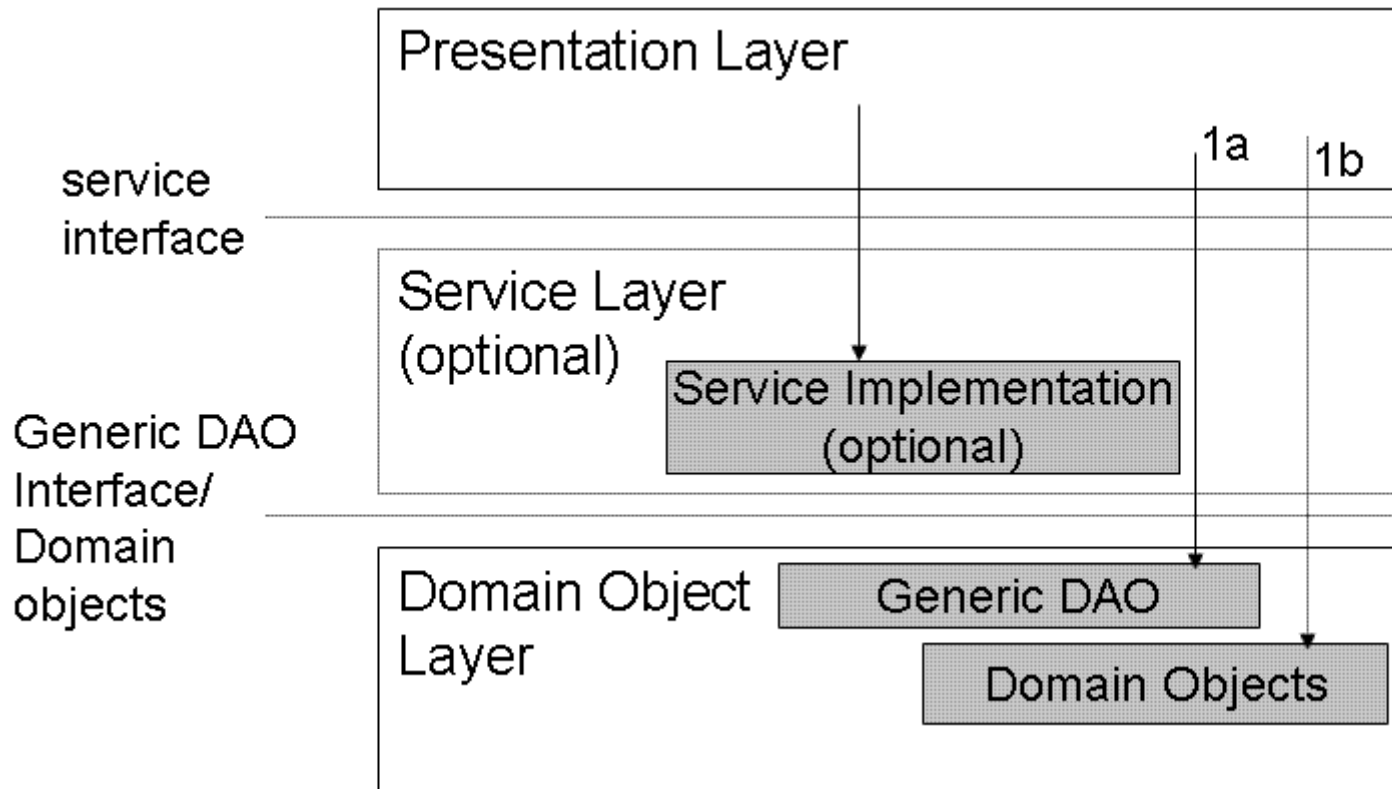 Presentation Layer
1a
1b
service
interface
Service Layer
(optional)
Service Implementation
(optional)
Generic DAO
Interface/
Domain
objects
Domain Object
Layer
Generic DAO
Domain Objects